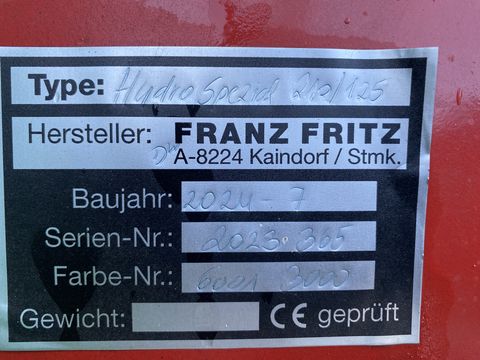 Type: Hydro Spezial 210/125
Hersteller: FRANZ FRITZ
A-8224 Kaindorf / Stmk.
Baujahr: 2024-7
Serien-Nr.: 2023.365
Farbe-Nr.: 6001 3000
Gewicht: CE geprüft